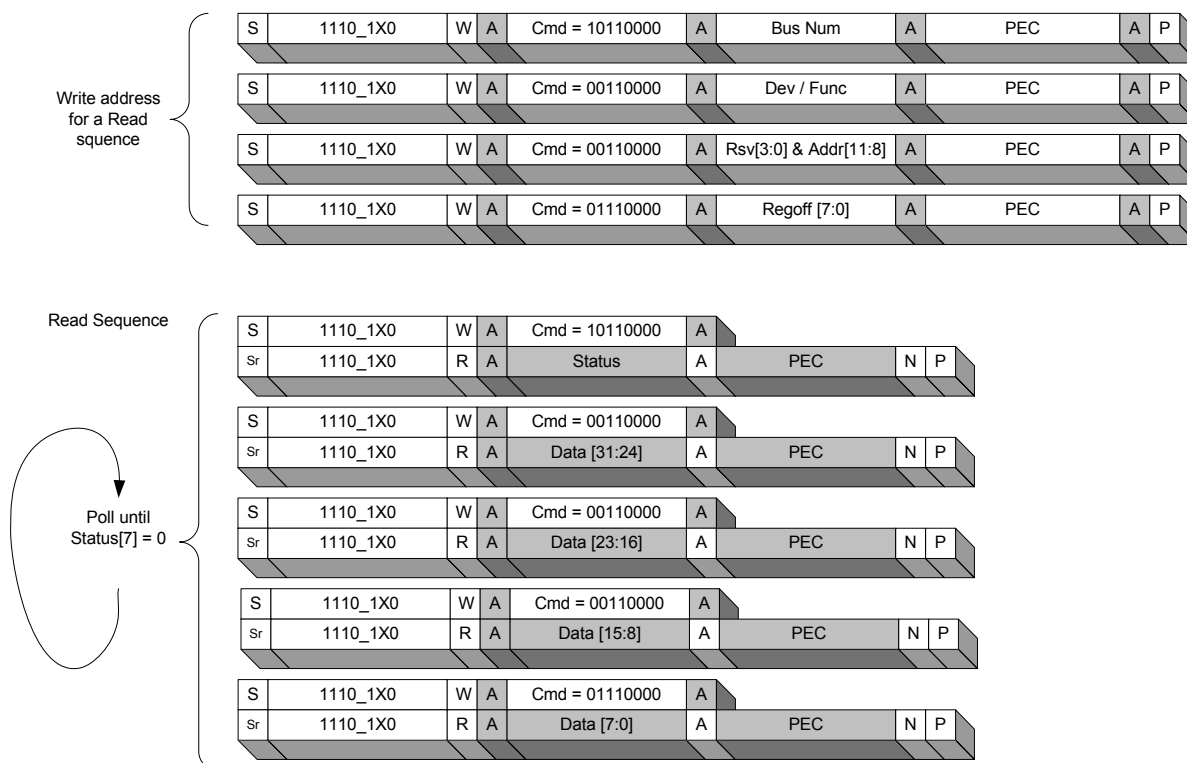 S 1110_1X0 W A Cmd = 10110000 A Bus Num A PEC A P
S 1110_1X0 W A Cmd = 00110000 A Dev / Func A PEC A P
Write address
for a Read
squence
S 1110_1X0 W A Cmd = 00110000 A Rsv[3:0] & Addr[11:8] A PEC A P
S 1110_1X0 W A Cmd = 01110000 A Regoff [7:0] A PEC A P
Read Sequence
S 1110_1X0 W A Cmd = 10110000 A
Sr 1110_1X0 R A Status A PEC N P
S 1110_1X0 W A Cmd = 00110000 A
Sr 1110_1X0 R A Data [31:24] A PEC N P
Poll until
Status[7] = 0
S 1110_1X0 W A Cmd = 00110000 A
Sr 1110_1X0 R A Data [23:16] A PEC N P
S 1110_1X0 W A Cmd = 00110000 A
Sr 1110_1X0 R A Data [15:8] A PEC N P
S 1110_1X0 W A Cmd = 01110000 A
Sr 1110_1X0 R A Data [7:0] A PEC N P